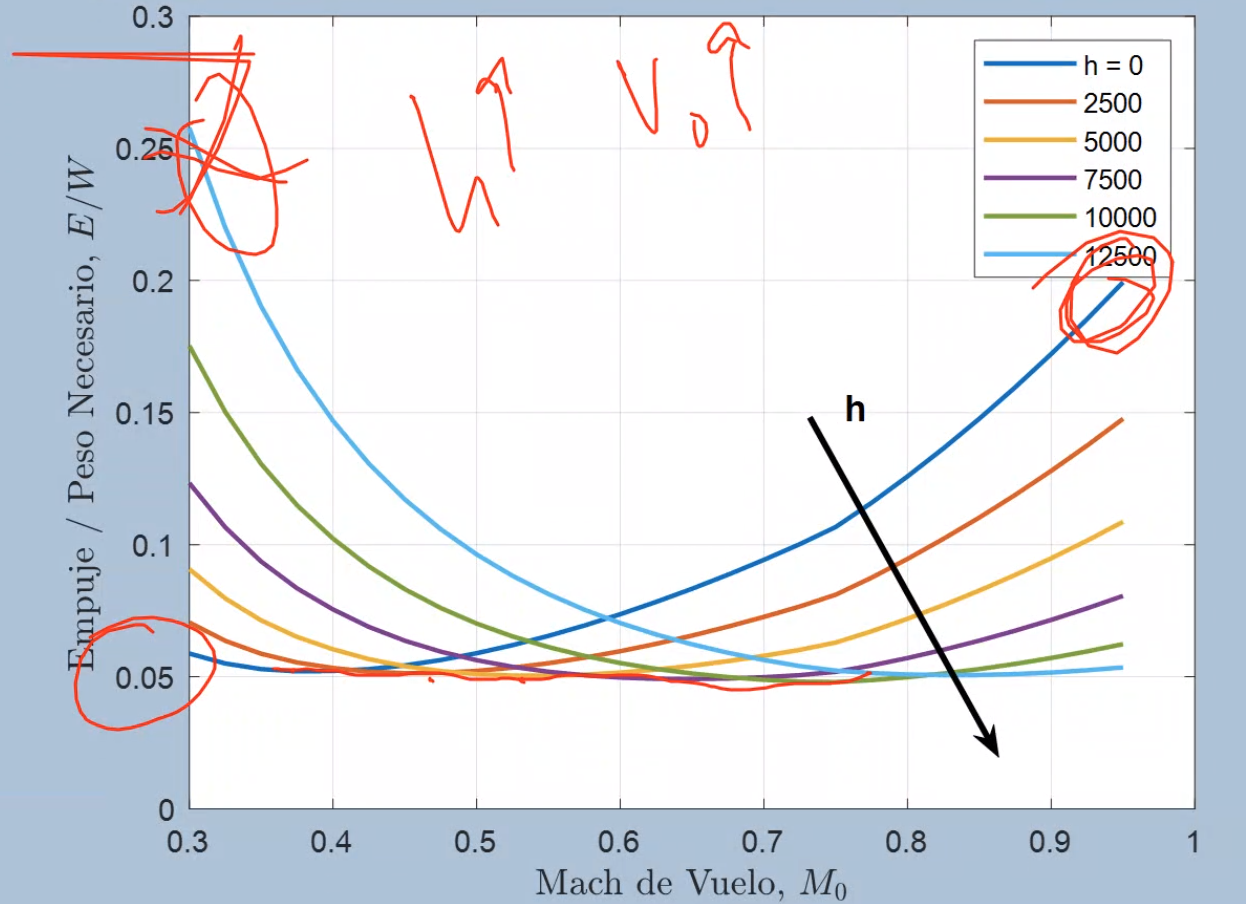 0.3
0.25
0.2
0.15
0.1
0.05
0
Empuje / Peso Necesario, E/W
h↑
V₀↑
h = 0
2500
5000
7500
10000
12500
h
0.3 0.4 0.5 0.6 0.7 0.8 0.9 1
Mach de Vuelo, M₀